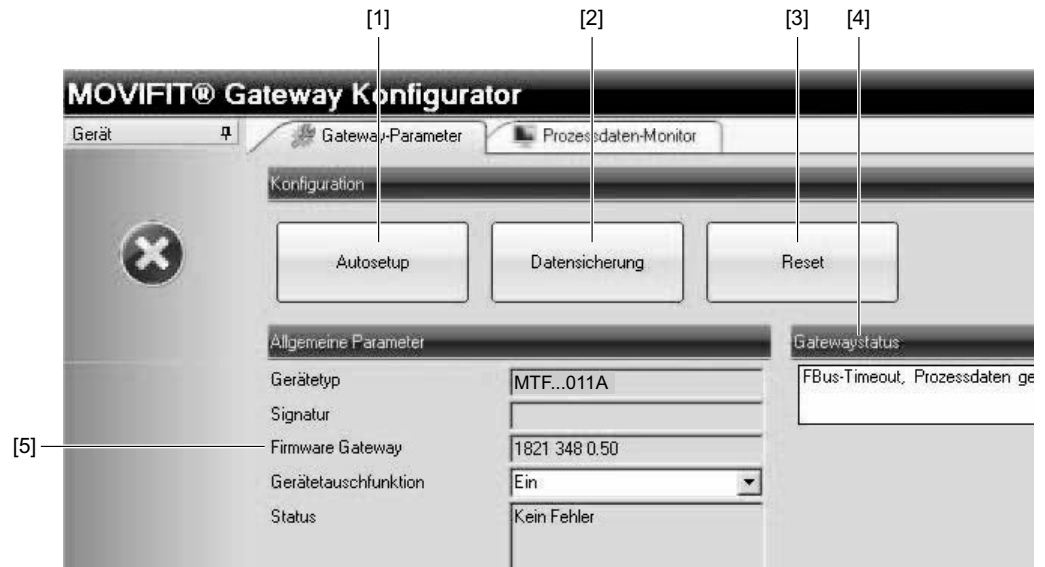 [1] [2] [3] [4]
MOVIFIT® Gateway Konfigurator
Gerät
Gateway-Parameter
Prozessdaten-Monitor
Konfiguration
Autosetup
Datensicherung
Reset
Allgemeine Parameter
Gatewaystatus
Gerätetyp
MTF...011A
FBus-Timeout, Prozessdaten ge
Signatur
[5]
Firmware Gateway
1821 348 0.50
Gerätetauschfunktion
Ein
Status
Kein Fehler